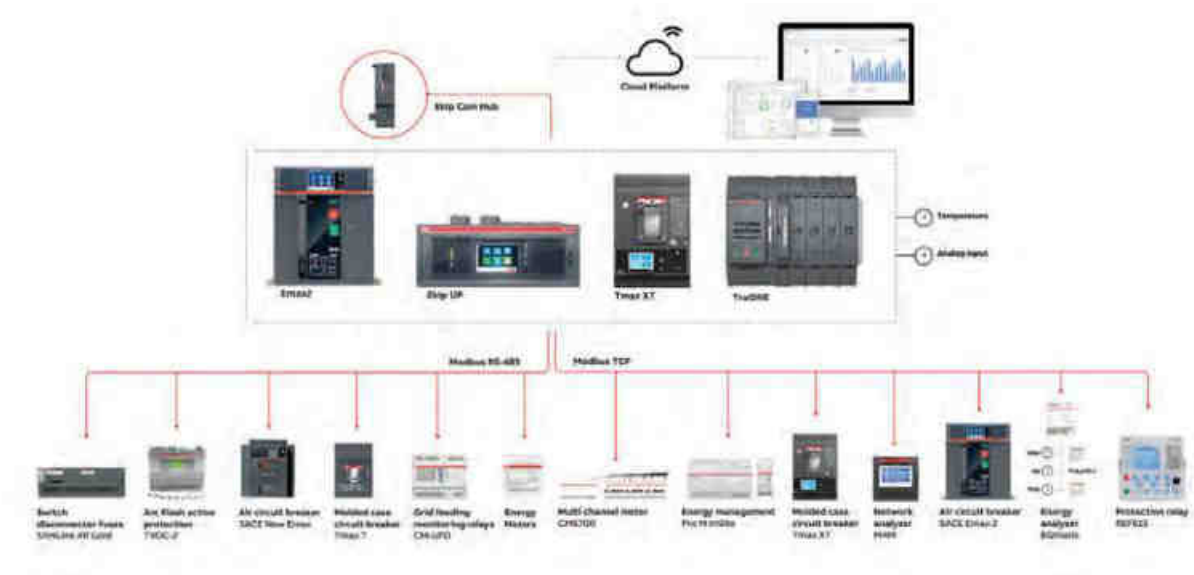 Cloud Platform
Ekip Com Hub
Emax2
Ekip UP
Tmax XT
TruONE
Temperature
Analog input
Modbus RS-485
Modbus TCP
Switch
disconnector fuses
Arc flash active
protection
TVOC-2
Air circuit breaker
SACE New Emax
Molded case
circuit breaker
Tmax T
Grid feeding
monitoring relays
CM-UFD
Energy
Meters
Multi channel meter
CMS700
Energy management
Molded case
circuit breaker
Tmax XT
Network
analyzer
M4M
Air circuit breaker
SACE Emax 2
Energy
analyzer
Protective relay
REF615